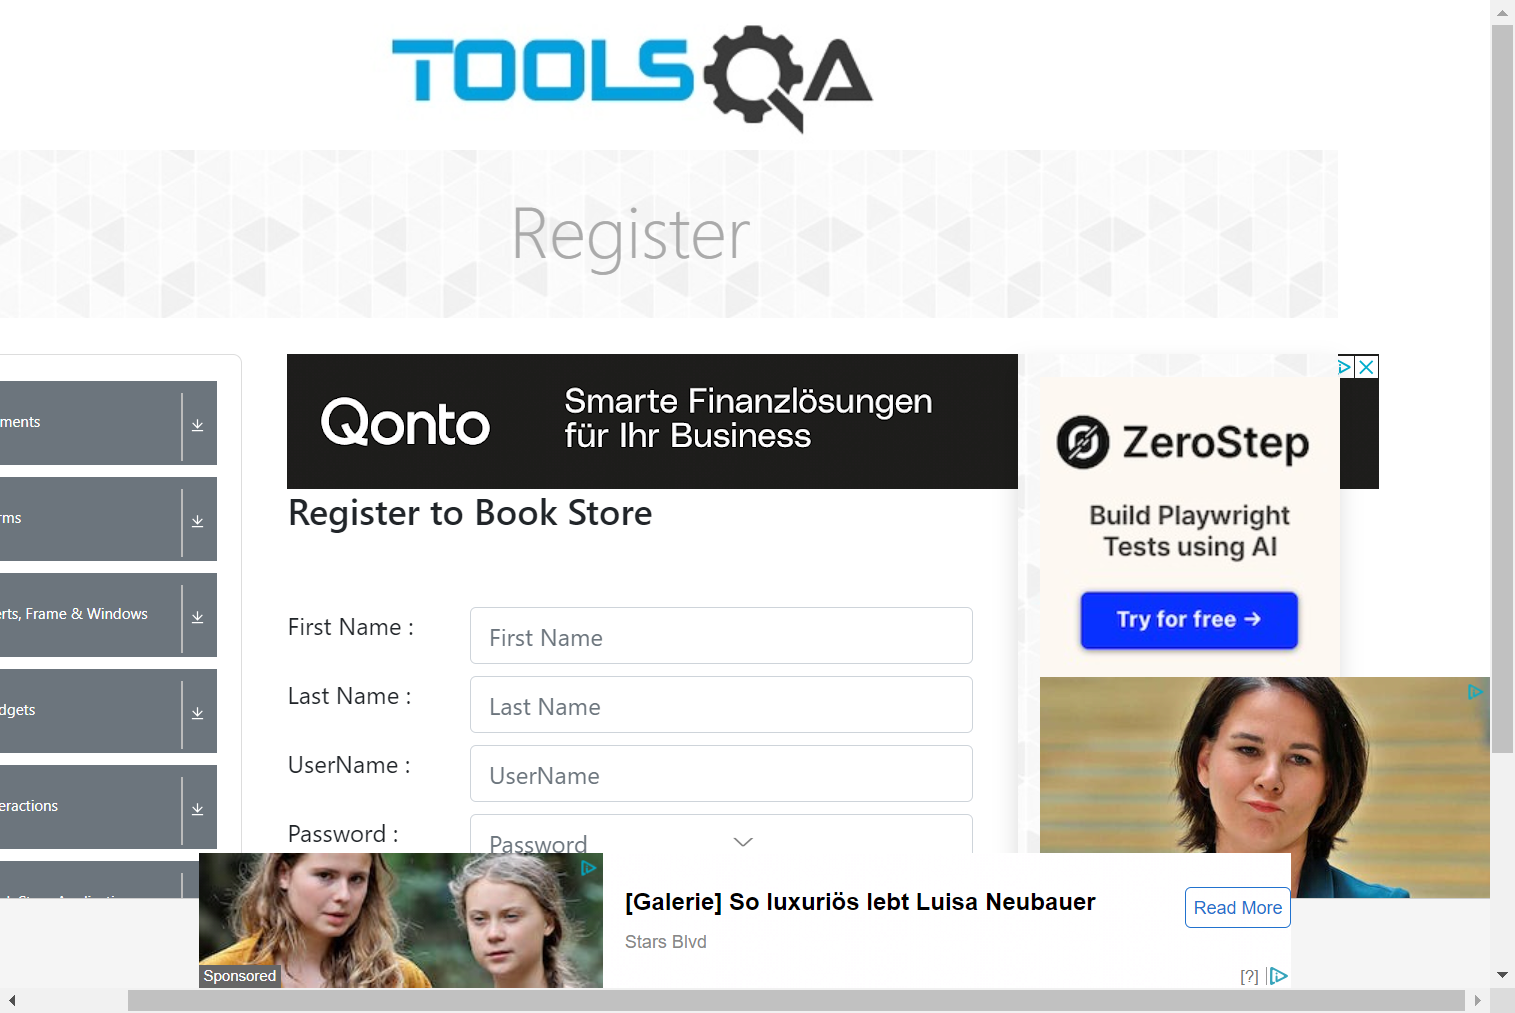 TOOLSQA
Register
Qonto
Smarte Finanzlösungen
für Ihr Business
ZeroStep
Build Playwright
Tests using AI
Try for free →
ments
rms
erts, Frame & Windows
dgets
eractions
Register to Book Store
First Name :
First Name
Last Name :
Last Name
UserName :
UserName
Password :
Password
Sponsored
[Galerie] So luxuriös lebt Luisa Neubauer
Stars Blvd
Read More
[?]